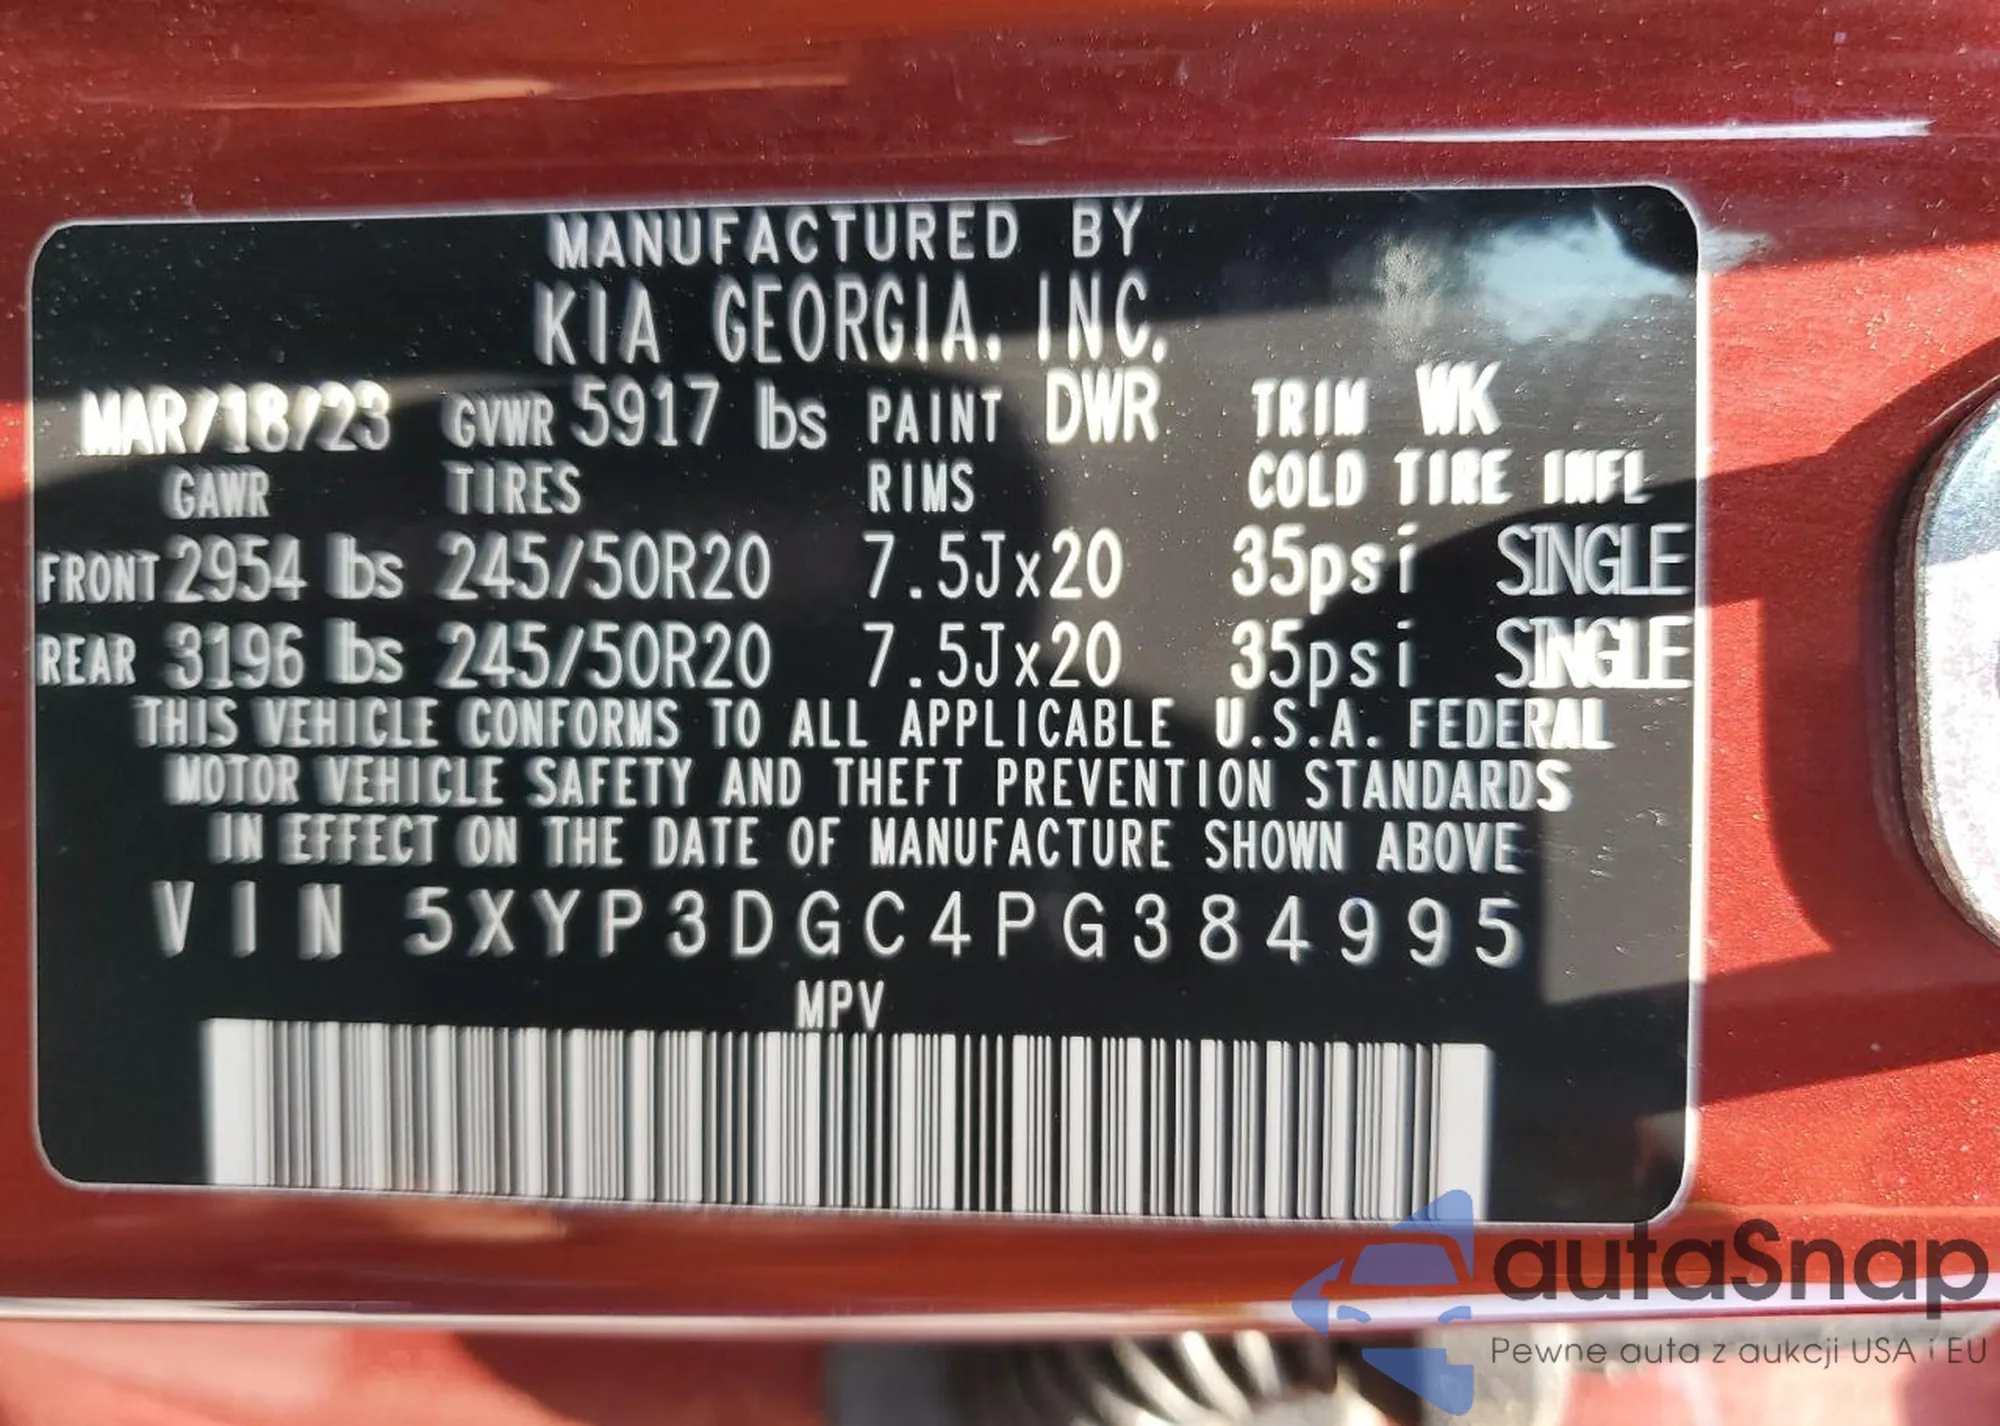 MANUFACTURED BY
KIA GEORGIA, INC.
MAR/18/23 GVWR 5917 lbs PAINT DWR TRIM WK
GAWR TIRES RIMS COLD TIRE INFL
FRONT 2954 lbs 245/50R20 7.5Jx20 35psi SINGLE
REAR 3196 lbs 245/50R20 7.5Jx20 35psi SINGLE
THIS VEHICLE CONFORMS TO ALL APPLICABLE U.S.A. FEDERAL
MOTOR VEHICLE SAFETY AND THEFT PREVENTION STANDARDS
IN EFFECT ON THE DATE OF MANUFACTURE SHOWN ABOVE
VIN 5XYP3DGC4PG384995
MPV
autaSnap
Pewne auta z aukcji USA i EU